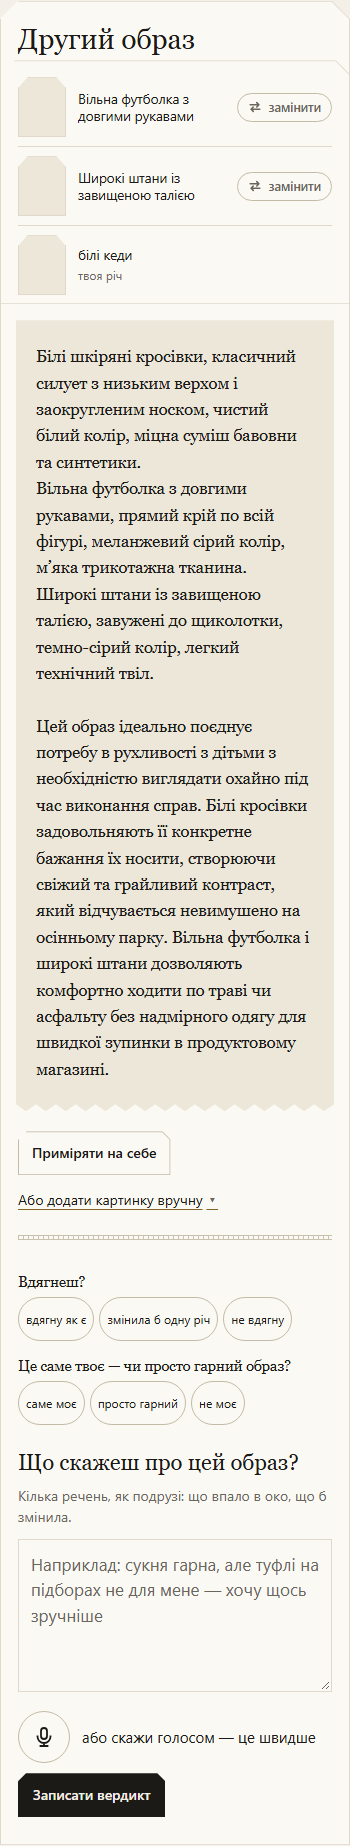 Другий образ
Вільна футболка з
довгими рукавами
замінити
Широкі штани із
завищеною талією
замінити
білі кеди
твоя річ
Білі шкіряні кросівки, класичний
силует з низьким верхом і
заокругленим носком, чистий
білий колір, міцна суміш бавовни
та синтетики.
Вільна футболка з довгими
рукавами, прямий крій по всій
фігурі, меланжевий сірий колір,
м’яка трикотажна тканина.
Широкі штани із завищеною
талією, завужені до щиколотки,
темно-сірий колір, легкий
технічний твіл.
Цей образ ідеально поєднує
потребу в рухливості з дітьми з
необхідністю виглядати охайно під
час виконання справ. Білі кросівки
задовольняють її конкретне
бажання їх носити, створюючи
свіжий та грайливий контраст,
який відчувається невимушено на
осінньому парку. Вільна футболка і
широкі штани дозволяють
комфортно ходити по траві чи
асфальту без надмірного одягу для
швидкої зупинки в продуктовому
магазині.
Приміряти на себе
Або додати картинку вручну
Вдягнеш?
вдягну як є
змінила б одну річ
не вдягну
Це саме твоє — чи просто гарний образ?
саме моє
просто гарний
не моє
Що скажеш про цей образ?
Кілька речень, як подрузі: що впало в око, що б
змінила.
Наприклад: сукня гарна, але туфлі на
підборах не для мене — хочу щось
зручніше
або скажи голосом — це швидше
Записати вердикт